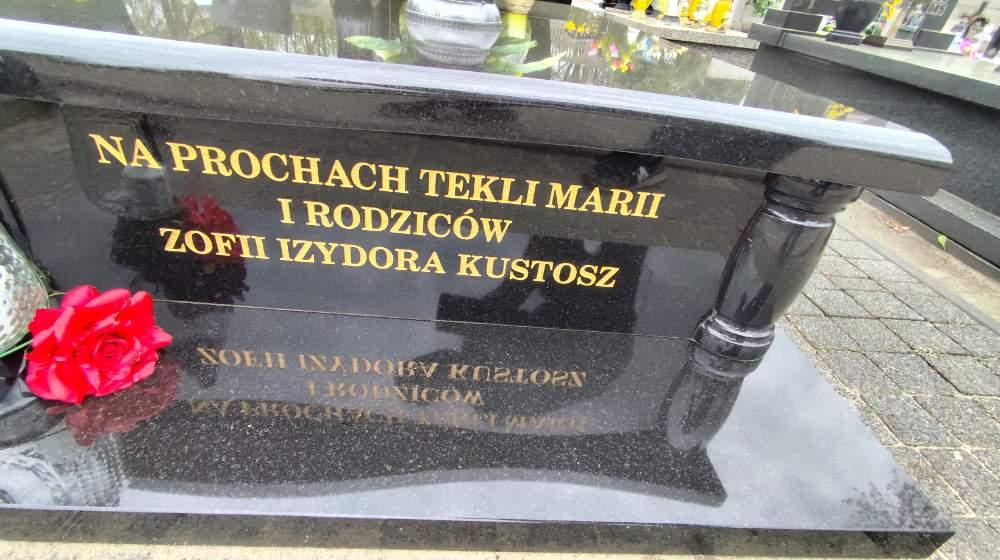 NA PROCHACH TEKLI MARII
I RODZICÓW
ZOFII IZYDORA KUSTOSZ